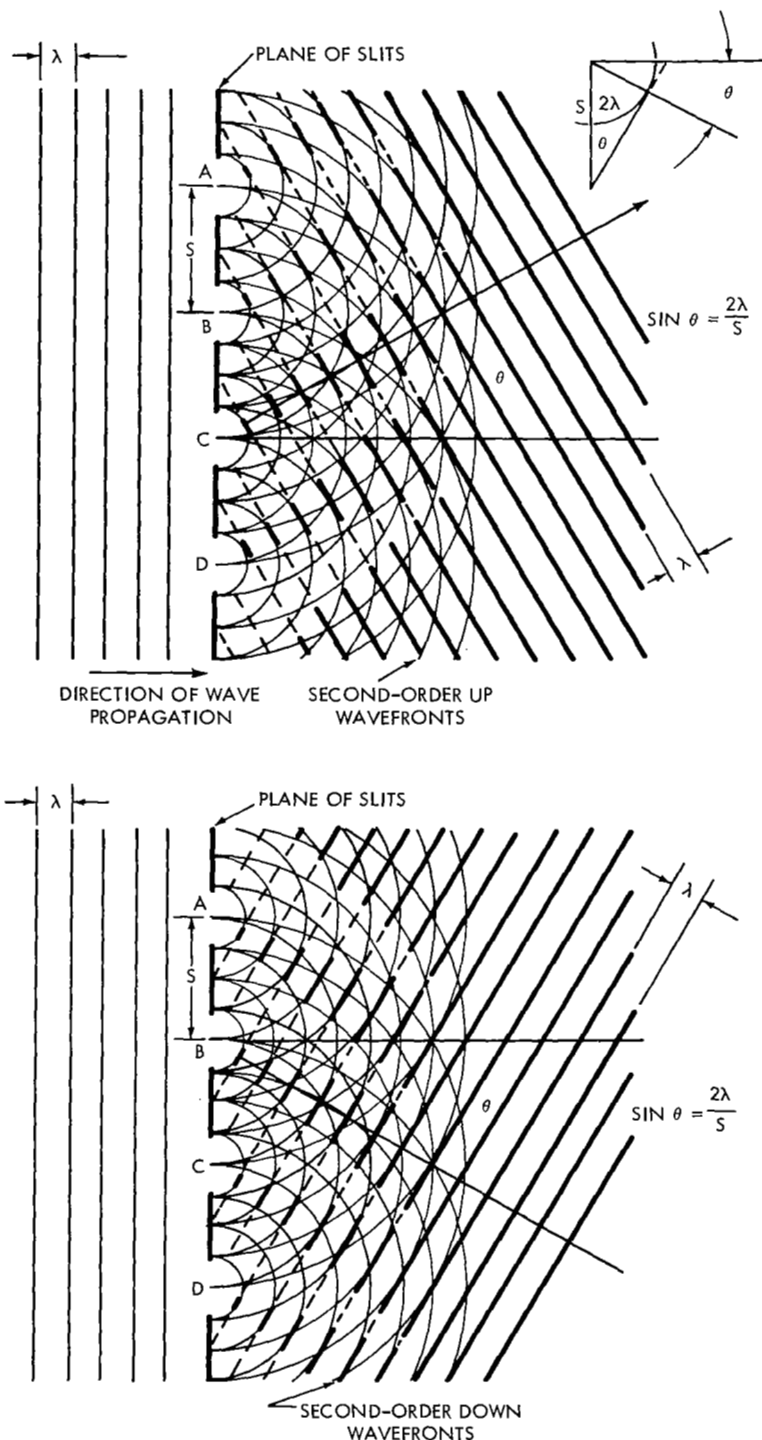 λ
PLANE OF SLITS
S
2λ
θ
θ
A
S
B
SIN θ = 2λ/S
θ
C
λ
D
DIRECTION OF WAVE
PROPAGATION
SECOND-ORDER UP
WAVEFRONTS
λ
PLANE OF SLITS
A
λ
S
B
θ
SIN θ = 2λ/S
C
D
SECOND-ORDER DOWN
WAVEFRONTS